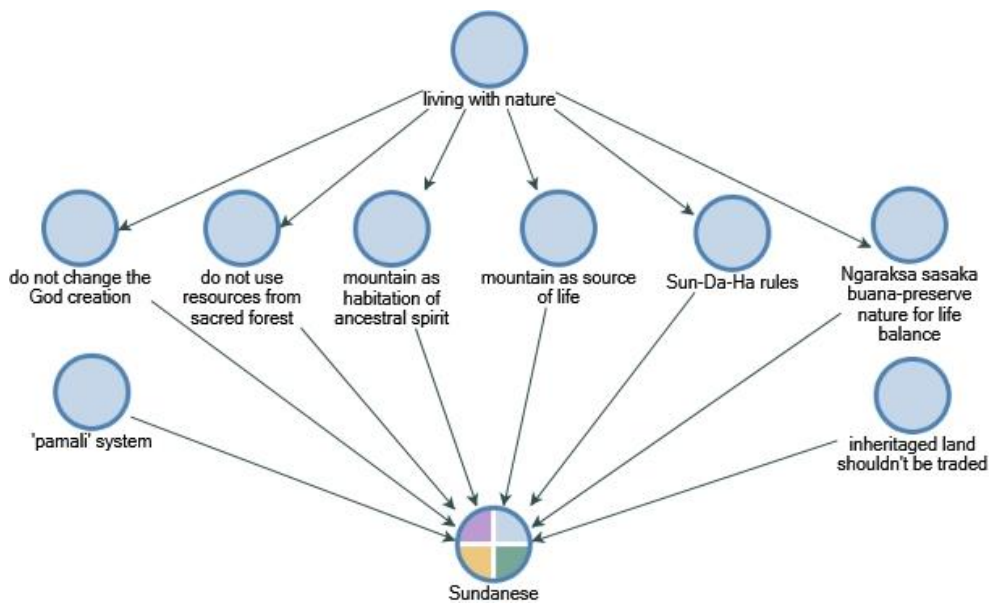 living with nature
do not change the
God creation
do not use
resources from
sacred forest
mountain as
habitation of
ancestral spirit
mountain as source
of life
Sun-Da-Ha rules
Ngaraksa sasaka
buana-preserve
nature for life
balance
'pamali' system
inheritaged land
shouldn't be traded
Sundanese